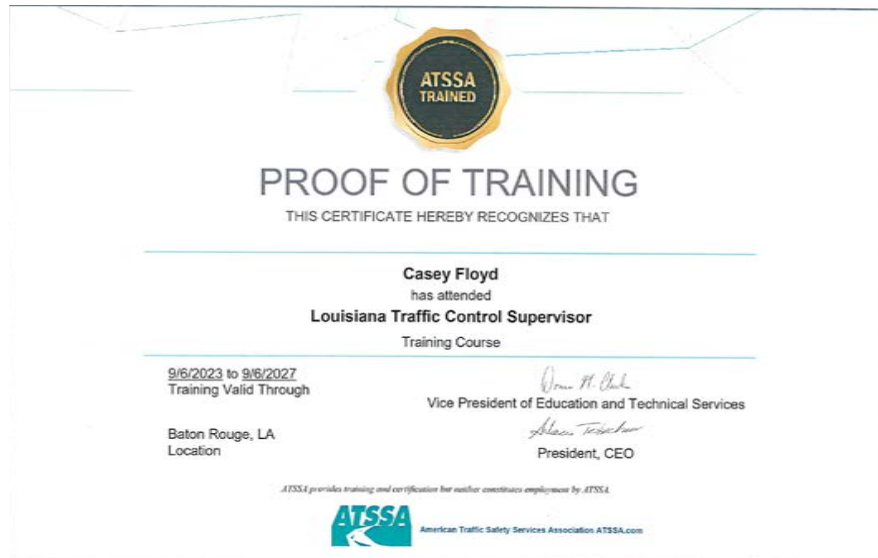 ATSSA
TRAINED
PROOF OF TRAINING
THIS CERTIFICATE HEREBY RECOGNIZES THAT
Casey Floyd
has attended
Louisiana Traffic Control Supervisor
Training Course
9/6/2023 to 9/6/2027
Training Valid Through
Vice President of Education and Technical Services
Baton Rouge, LA
Location
President, CEO
ATSSA provides training and certification but neither constitutes employment by ATSSA.
ATSSA
American Traffic Safety Services Association ATSSA.com